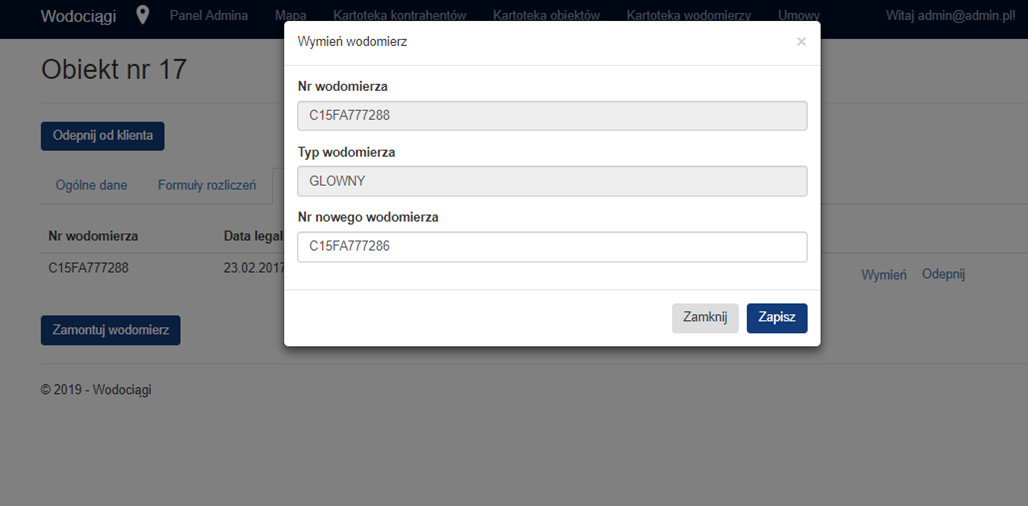 Wodociągi Panel Admina Mapa Kartoteka kontrahentów Kartoteka obiektów Kartoteka wodomierzy Umowy Witaj admin@admin.pl!
Wymień wodomierz ×
Obiekt nr 17
Nr wodomierza
C15FA777288
Odepnij od klienta
Typ wodomierza
GLOWNY
Ogólne dane Formuły rozliczeń
Nr nowego wodomierza
C15FA777286
Nr wodomierza Data legal
C15FA777288 23.02.2017 Wymień Odepnij
Zamknij Zapisz
Zamontuj wodomierz
© 2019 - Wodociągi